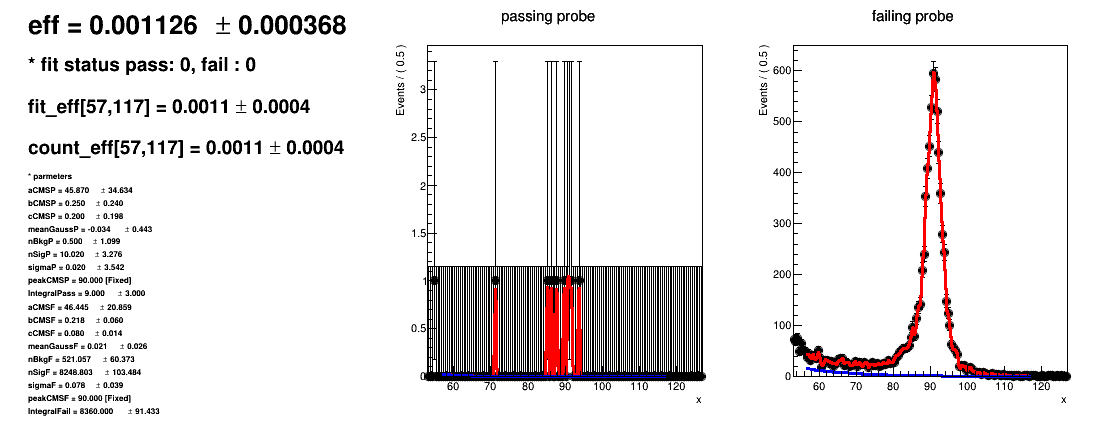 eff = 0.001126 ± 0.000368
* fit status pass: 0, fail : 0
fit_eff[57,117] = 0.0011 ± 0.0004
count_eff[57,117] = 0.0011 ± 0.0004
* parmeters
aCMSP = 45.870 ± 34.634
bCMSP = 0.250 ± 0.240
cCMSP = 0.200 ± 0.198
meanGaussP = -0.034 ± 0.443
nBkgP = 0.500 ± 1.099
nSigP = 10.020 ± 3.276
sigmaP = 0.020 ± 3.542
peakCMSP = 90.000 [Fixed]
IntegralPass = 9.000 ± 3.000
aCMSF = 46.445 ± 20.859
bCMSF = 0.218 ± 0.060
cCMSF = 0.080 ± 0.014
meanGaussF = 0.021 ± 0.026
nBkgF = 521.057 ± 60.373
nSigF = 8248.803 ± 103.484
sigmaF = 0.078 ± 0.039
peakCMSF = 90.000 [Fixed]
IntegralFail = 8360.000 ± 91.433
passing probe
Events / ( 0.5 )
3
2.5
2
1.5
1
0.5
0
60 70 80 90 100 110 120
x
failing probe
Events / ( 0.5 )
600
500
400
300
200
100
0
60 70 80 90 100 110 120
x